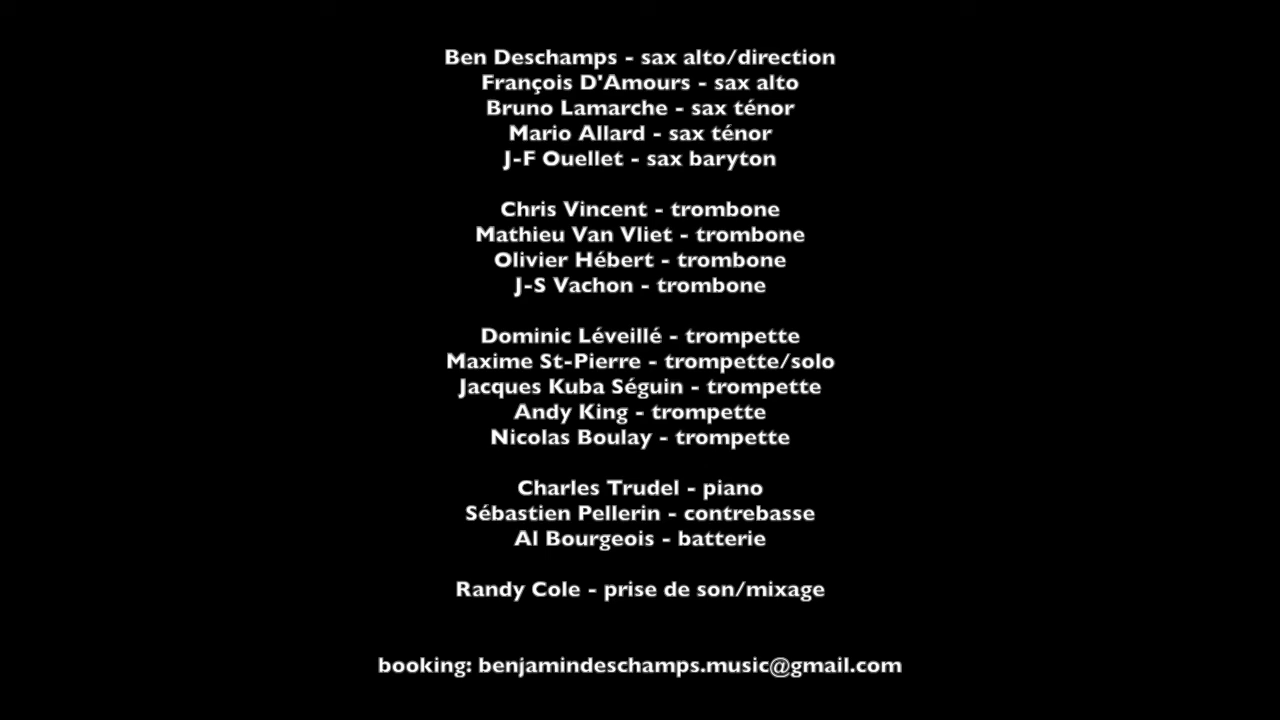 Ben Deschamps - sax alto/direction
François D'Amours - sax alto
Bruno Lamarche - sax ténor
Mario Allard - sax ténor
J-F Ouellet - sax baryton
Chris Vincent - trombone
Mathieu Van Vliet - trombone
Olivier Hébert - trombone
J-S Vachon - trombone
Dominic Léveillé - trompette
Maxime St-Pierre - trompette/solo
Jacques Kuba Séguin - trompette
Andy King - trompette
Nicolas Boulay - trompette
Charles Trudel - piano
Sébastien Pellerin - contrebasse
Al Bourgeois - batterie
Randy Cole - prise de son/mixage
booking: benjamindeschamps.music@gmail.com